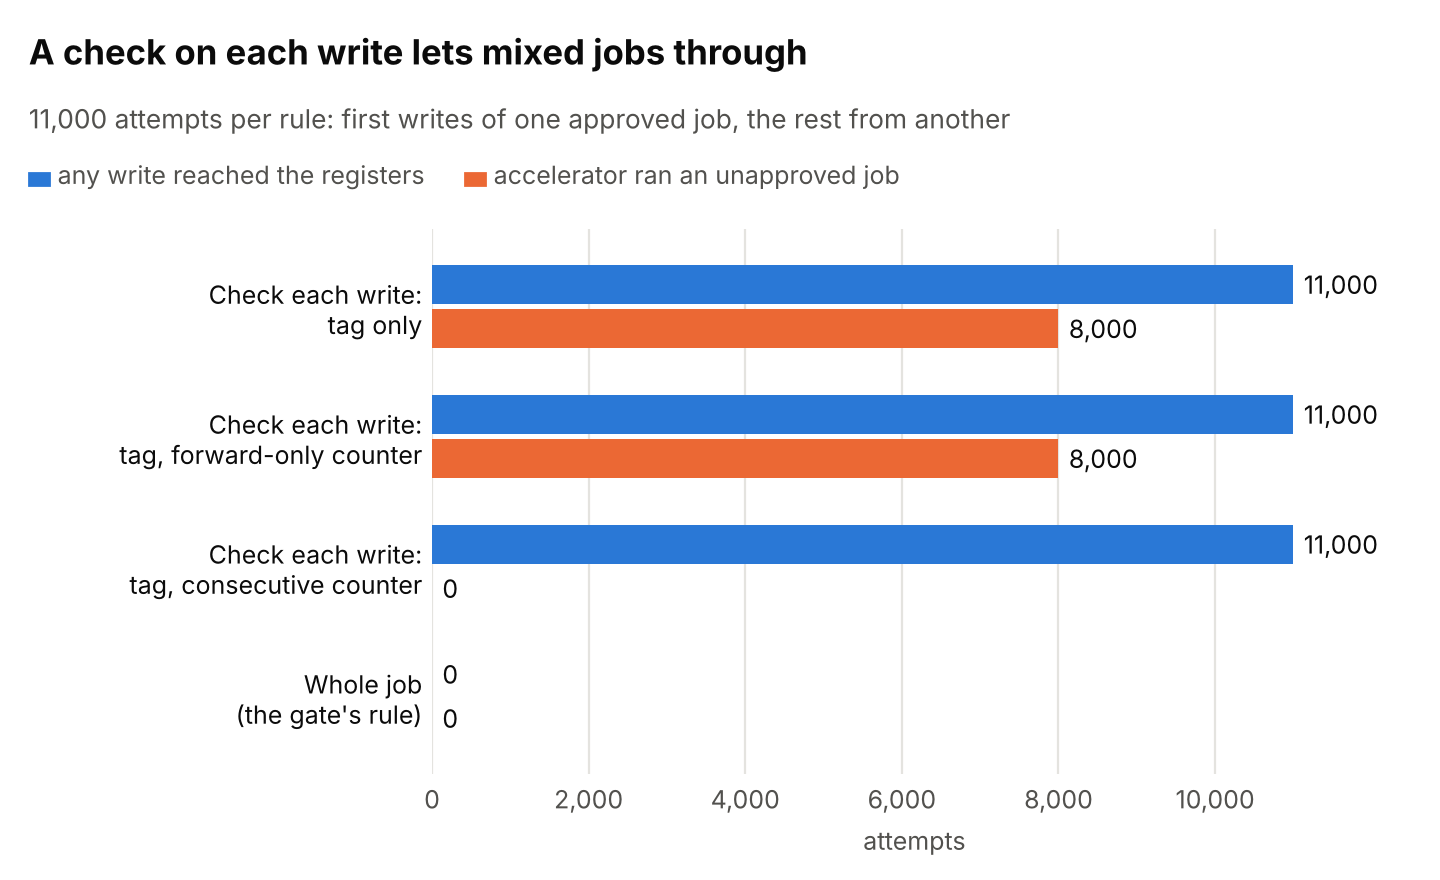 A check on each write lets mixed jobs through
11,000 attempts per rule: first writes of one approved job, the rest from another
any write reached the registers
accelerator ran an unapproved job
Check each write:
tag only
11,000
8,000
Check each write:
tag, forward-only counter
11,000
8,000
Check each write:
tag, consecutive counter
11,000
0
Whole job
(the gate's rule)
0
0
0 2,000 4,000 6,000 8,000 10,000
attempts